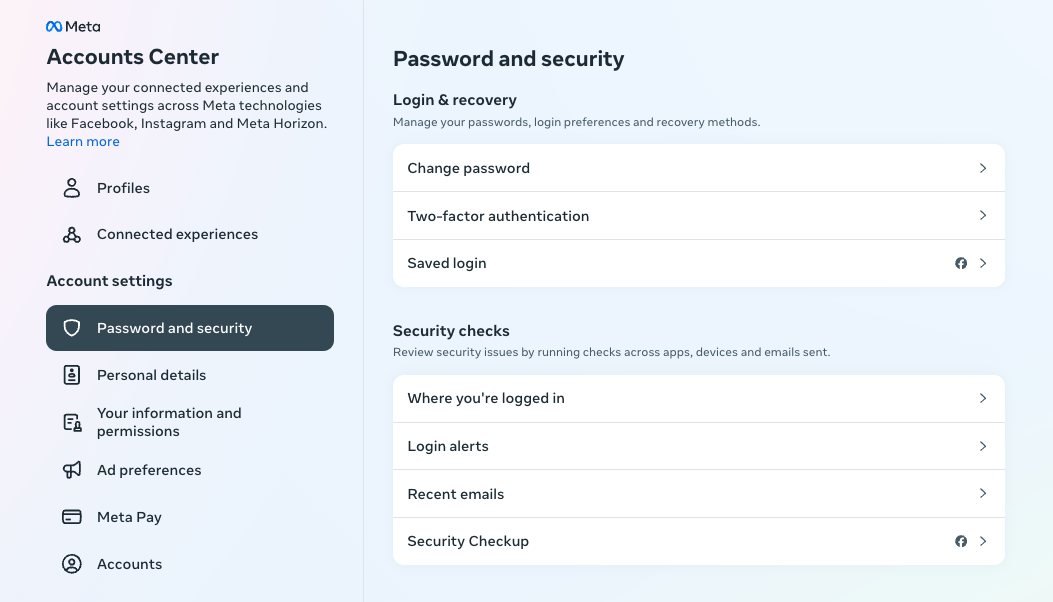 Meta
Accounts Center
Manage your connected experiences and
account settings across Meta technologies
like Facebook, Instagram and Meta Horizon.
Learn more
Profiles
Connected experiences
Account settings
Password and security
Personal details
Your information and
permissions
Ad preferences
Meta Pay
Accounts
Password and security
Login & recovery
Manage your passwords, login preferences and recovery methods.
Change password
Two-factor authentication
Saved login
Security checks
Review security issues by running checks across apps, devices and emails sent.
Where you're logged in
Login alerts
Recent emails
Security Checkup